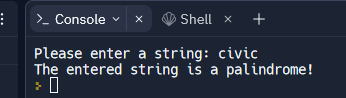 >_ Console ∨ × Shell × +
Please enter a string: civic
The entered string is a palindrome!
>